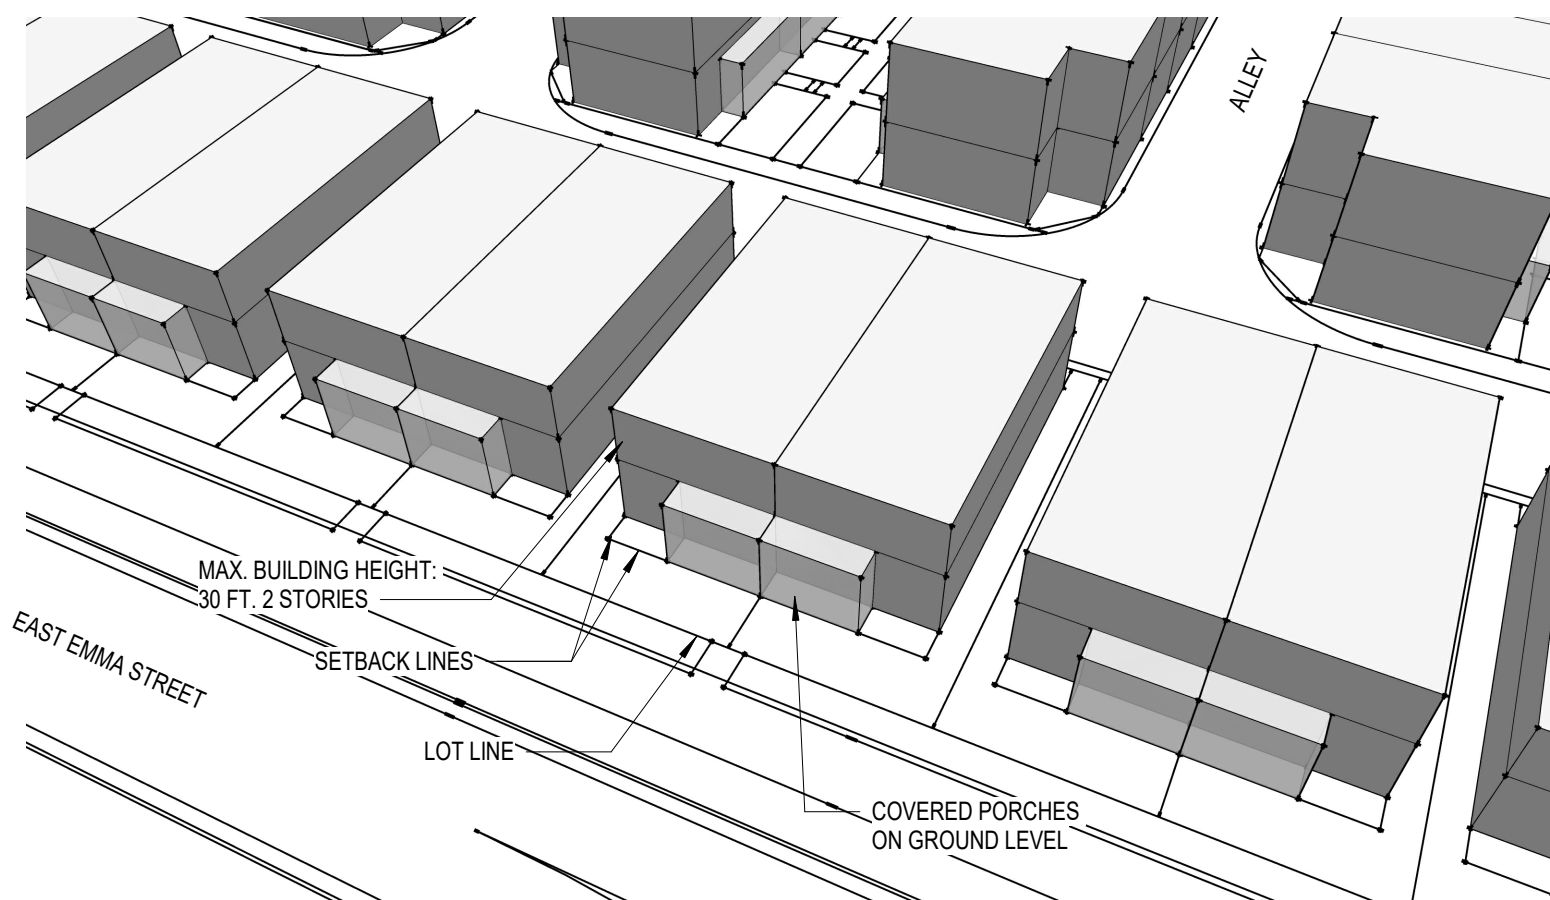 ALLEY
MAX. BUILDING HEIGHT:
30 FT. 2 STORIES
EAST EMMA STREET
SETBACK LINES
LOT LINE
COVERED PORCHES
ON GROUND LEVEL